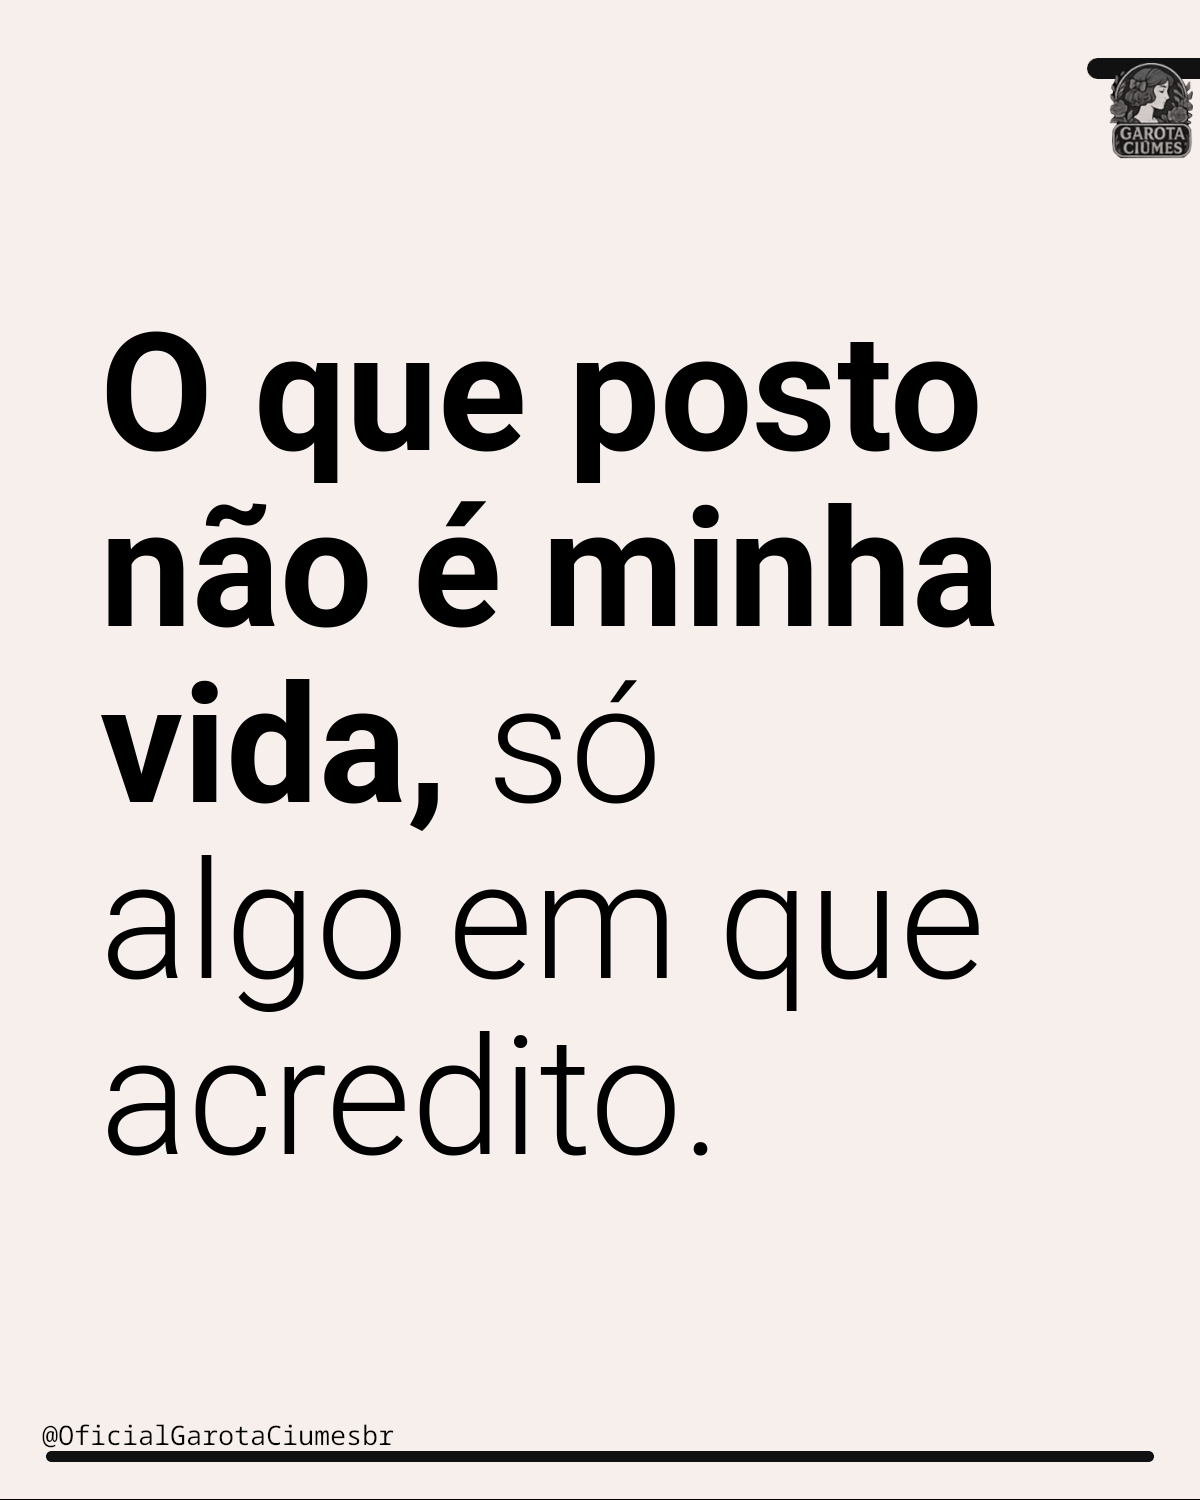 GAROTA
CIÚMES
O que posto
não é minha
vida, só
algo em que
acredito.
@OficialGarotaCiumesbr